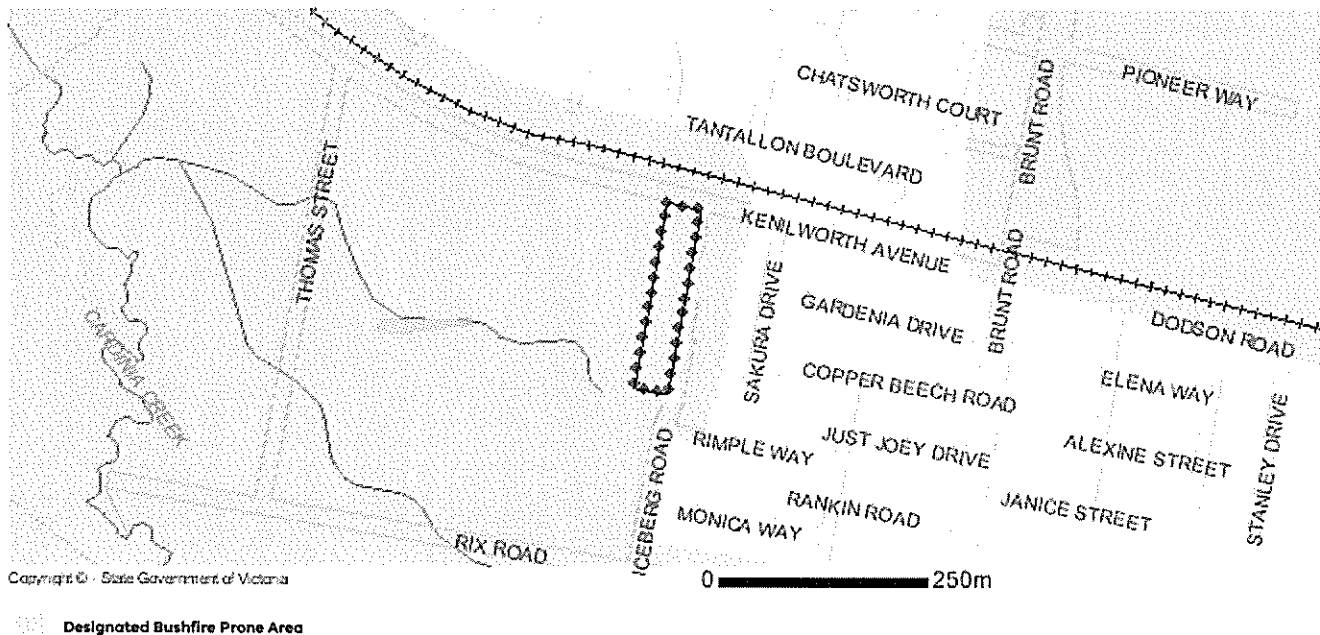 CHATSWORTH COURT
PIONEER WAY
BRUNT ROAD
TANTALLON BOULEVARD
THOMAS STREET
KENILWORTH AVENUE
BRUNT ROAD
SAKURA DRIVE
GARDENIA DRIVE
DODSON ROAD
CARDINIA CREEK
COPPER BEECH ROAD
ELENA WAY
STANLEY DRIVE
RIMPLE WAY
JUST JOEY DRIVE
ALEXINE STREET
ICEBERG ROAD
MONICA WAY
RANKIN ROAD
JANICE STREET
RIX ROAD
Copyright © - State Government of Victoria
0 250m
Designated Bushfire Prone Area